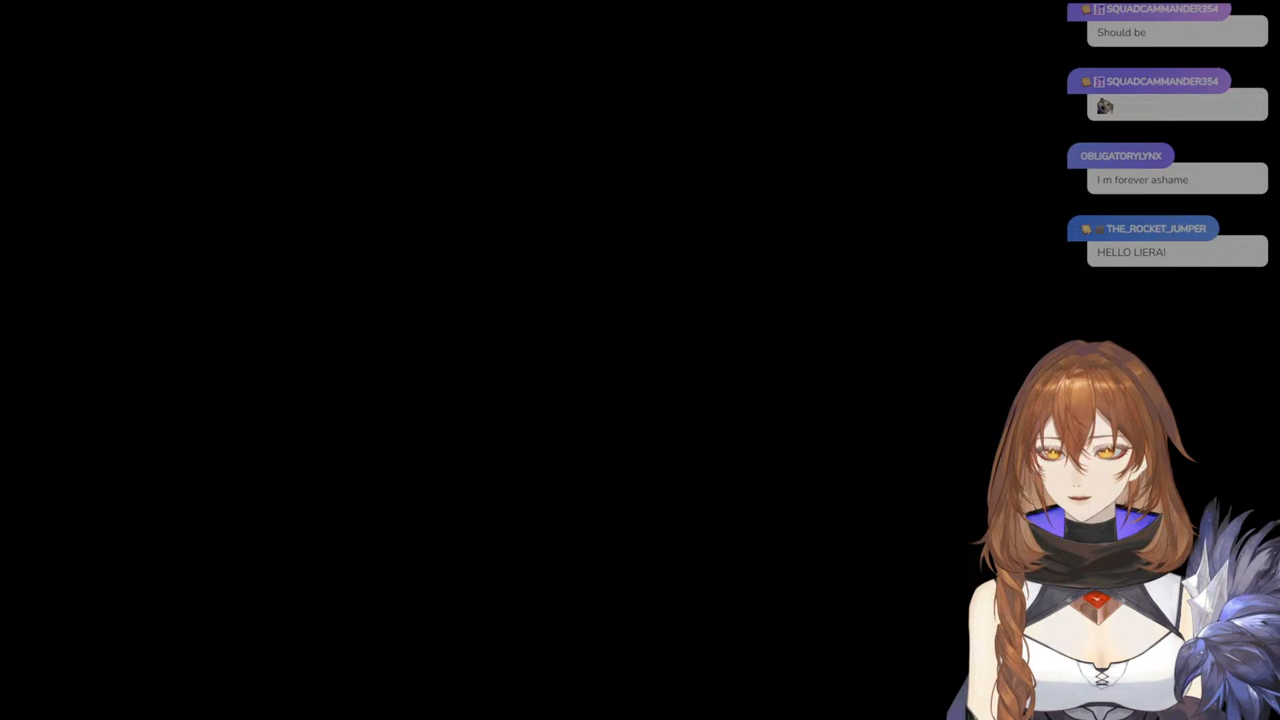 SQUADCAMMANDER354
Should be
SQUADCAMMANDER354
OBLIGATORYLYNX
I m forever ashame
THE_ROCKET_JUMPER
HELLO LIERA!